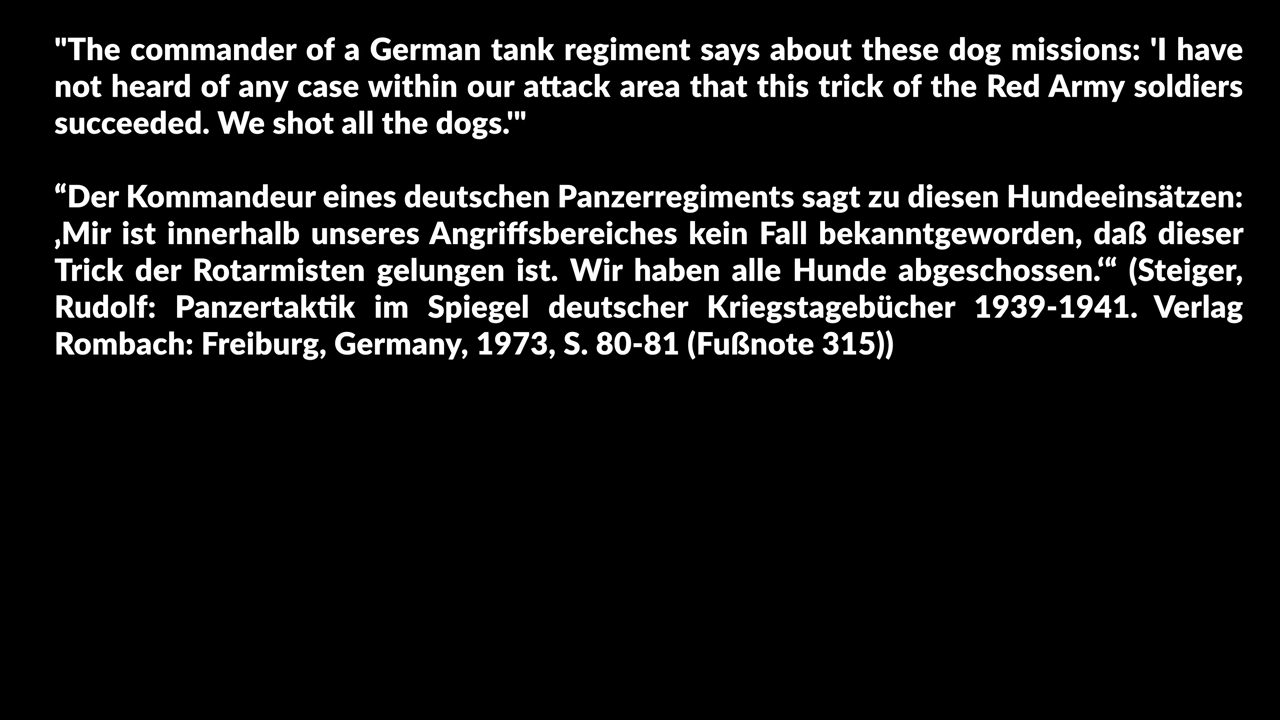 "The commander of a German tank regiment says about these dog missions: 'I have
not heard of any case within our attack area that this trick of the Red Army soldiers
succeeded. We shot all the dogs.'"
“Der Kommandeur eines deutschen Panzerregiments sagt zu diesen Hundeeinsätzen:
‚Mir ist innerhalb unseres Angriffsbereiches kein Fall bekanntgeworden, daß dieser
Trick der Rotarmisten gelungen ist. Wir haben alle Hunde abgeschossen.‘“ (Steiger,
Rudolf: Panzertaktik im Spiegel deutscher Kriegstagebücher 1939-1941. Verlag
Rombach: Freiburg, Germany, 1973, S. 80-81 (Fußnote 315))